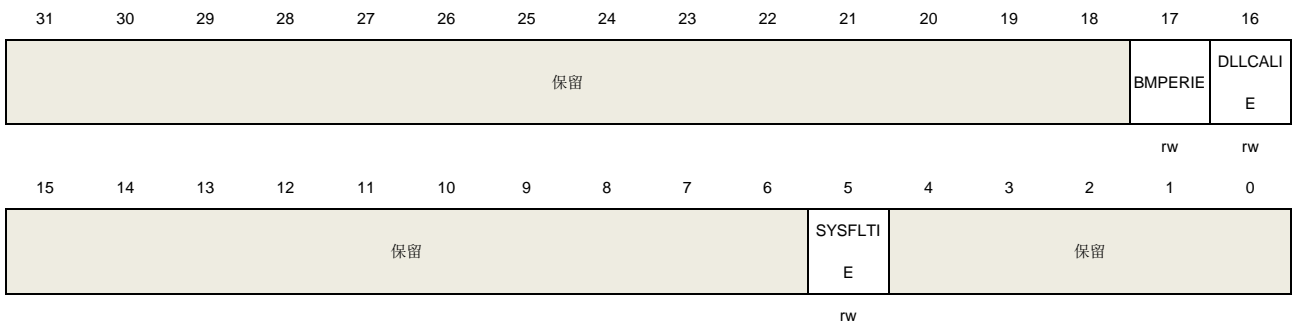 31 30 29 28 27 26 25 24 23 22 21 20 19 18 17 16
保留 BMPERIE DLLCALI
E
rw rw
15 14 13 12 11 10 9 8 7 6 5 4 3 2 1 0
保留 SYSFLTI 保留
E
rw